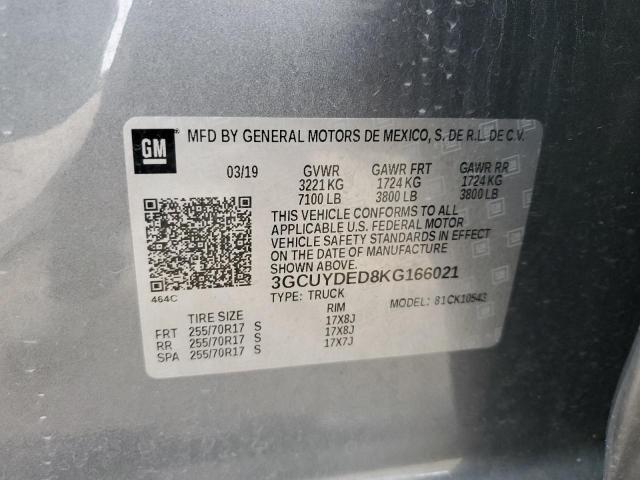 GM MFD BY GENERAL MOTORS DE MEXICO, S. DE R.L. DE C.V.
03/19 GVWR GAWR FRT GAWR RR
3221 KG 1724 KG 1724 KG
7100 LB 3800 LB 3800 LB
THIS VEHICLE CONFORMS TO ALL
APPLICABLE U.S. FEDERAL MOTOR
VEHICLE SAFETY STANDARDS IN EFFECT
ON THE DATE OF MANUFACTURE
SHOWN ABOVE.
3GCUYDED8KG166021
464C TYPE: TRUCK MODEL: 81CK10543
TIRE SIZE RIM
FRT 255/70R17 S 17X8J
RR 255/70R17 S 17X8J
SPA 255/70R17 S 17X7J